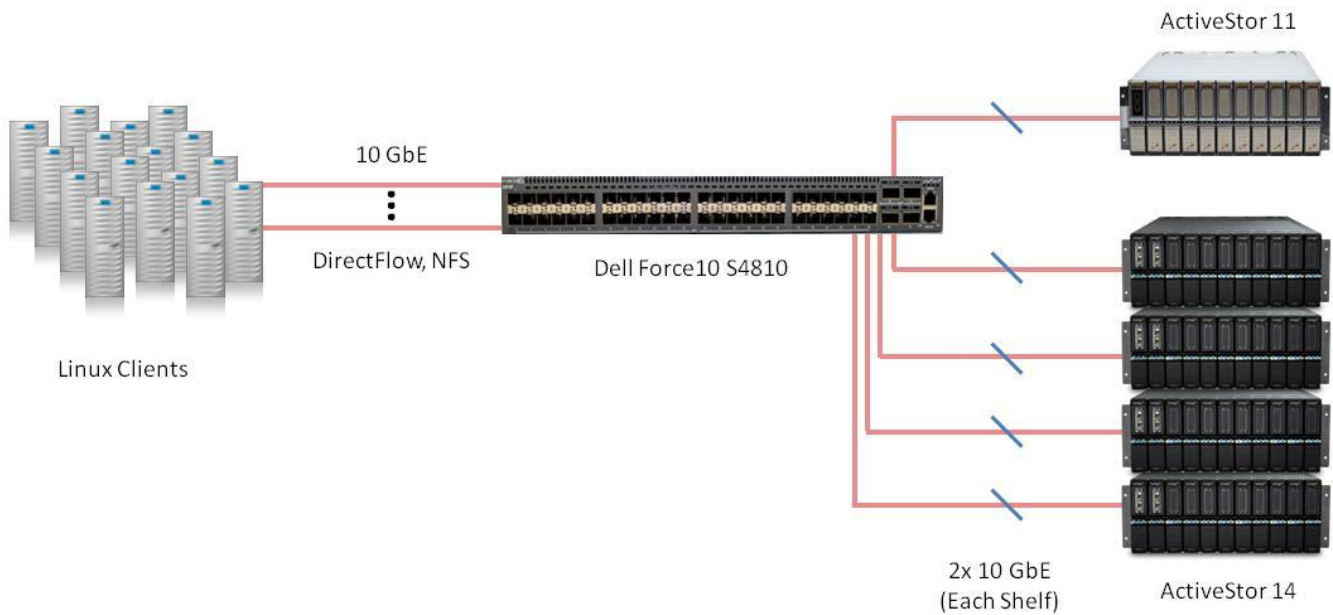 ActiveStor 11
10 GbE
DirectFlow, NFS
Dell Force10 S4810
Linux Clients
2x 10 GbE
(Each Shelf)
ActiveStor 14